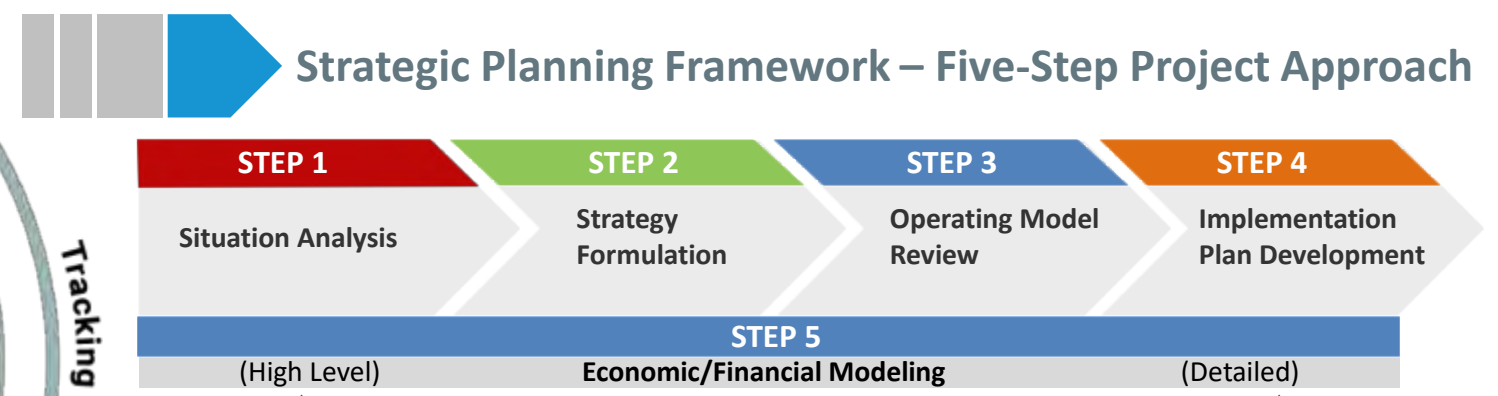 Strategic Planning Framework – Five-Step Project Approach
STEP 1
STEP 2
STEP 3
STEP 4
Situation Analysis
Strategy
Formulation
Operating Model
Review
Implementation
Plan Development
Tracking
STEP 5
(High Level)
Economic/Financial Modeling
(Detailed)